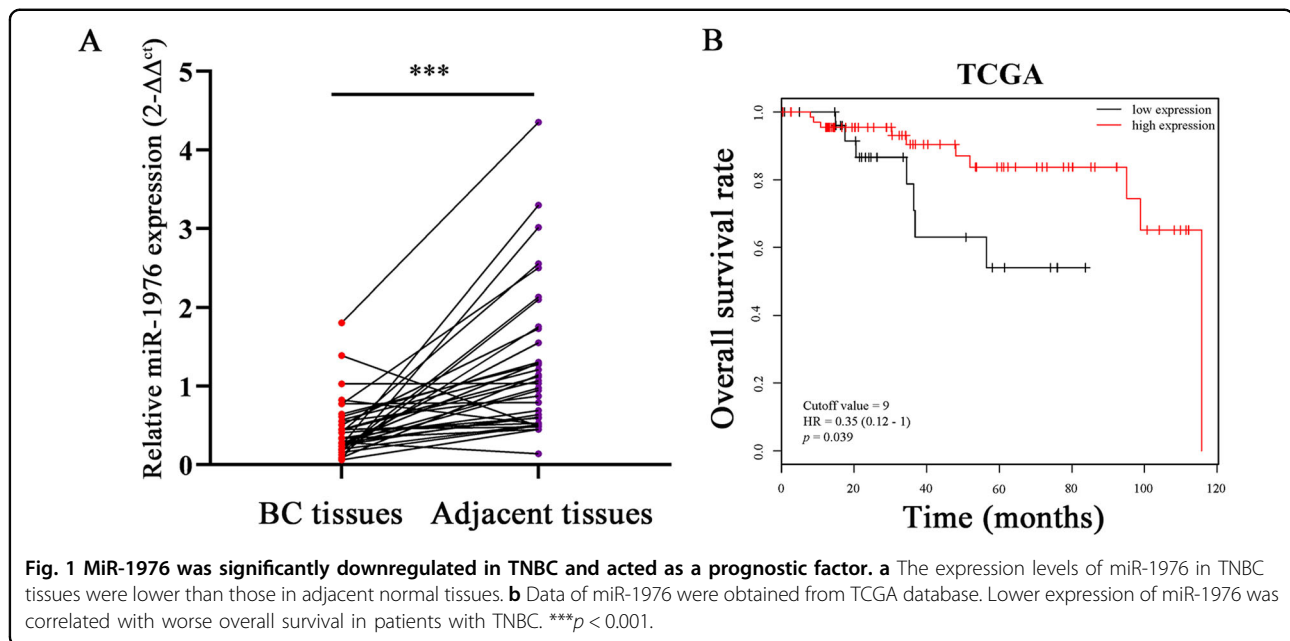 A
Relative miR-1976 expression (2-ΔΔct)
5
4
3
2
1
0
***
BC tissues
Adjacent tissues
B
TCGA
Overall survival rate
1.0
0.8
0.6
0.4
0.2
0.0
low expression
high expression
Cutoff value = 9
HR = 0.35 (0.12 - 1)
p = 0.039
0 20 40 60 80 100 120
Time (months)
Fig. 1 MiR-1976 was significantly downregulated in TNBC and acted as a prognostic factor. a The expression levels of miR-1976 in TNBC
tissues were lower than those in adjacent normal tissues. b Data of miR-1976 were obtained from TCGA database. Lower expression of miR-1976 was
correlated with worse overall survival in patients with TNBC. ***p < 0.001.